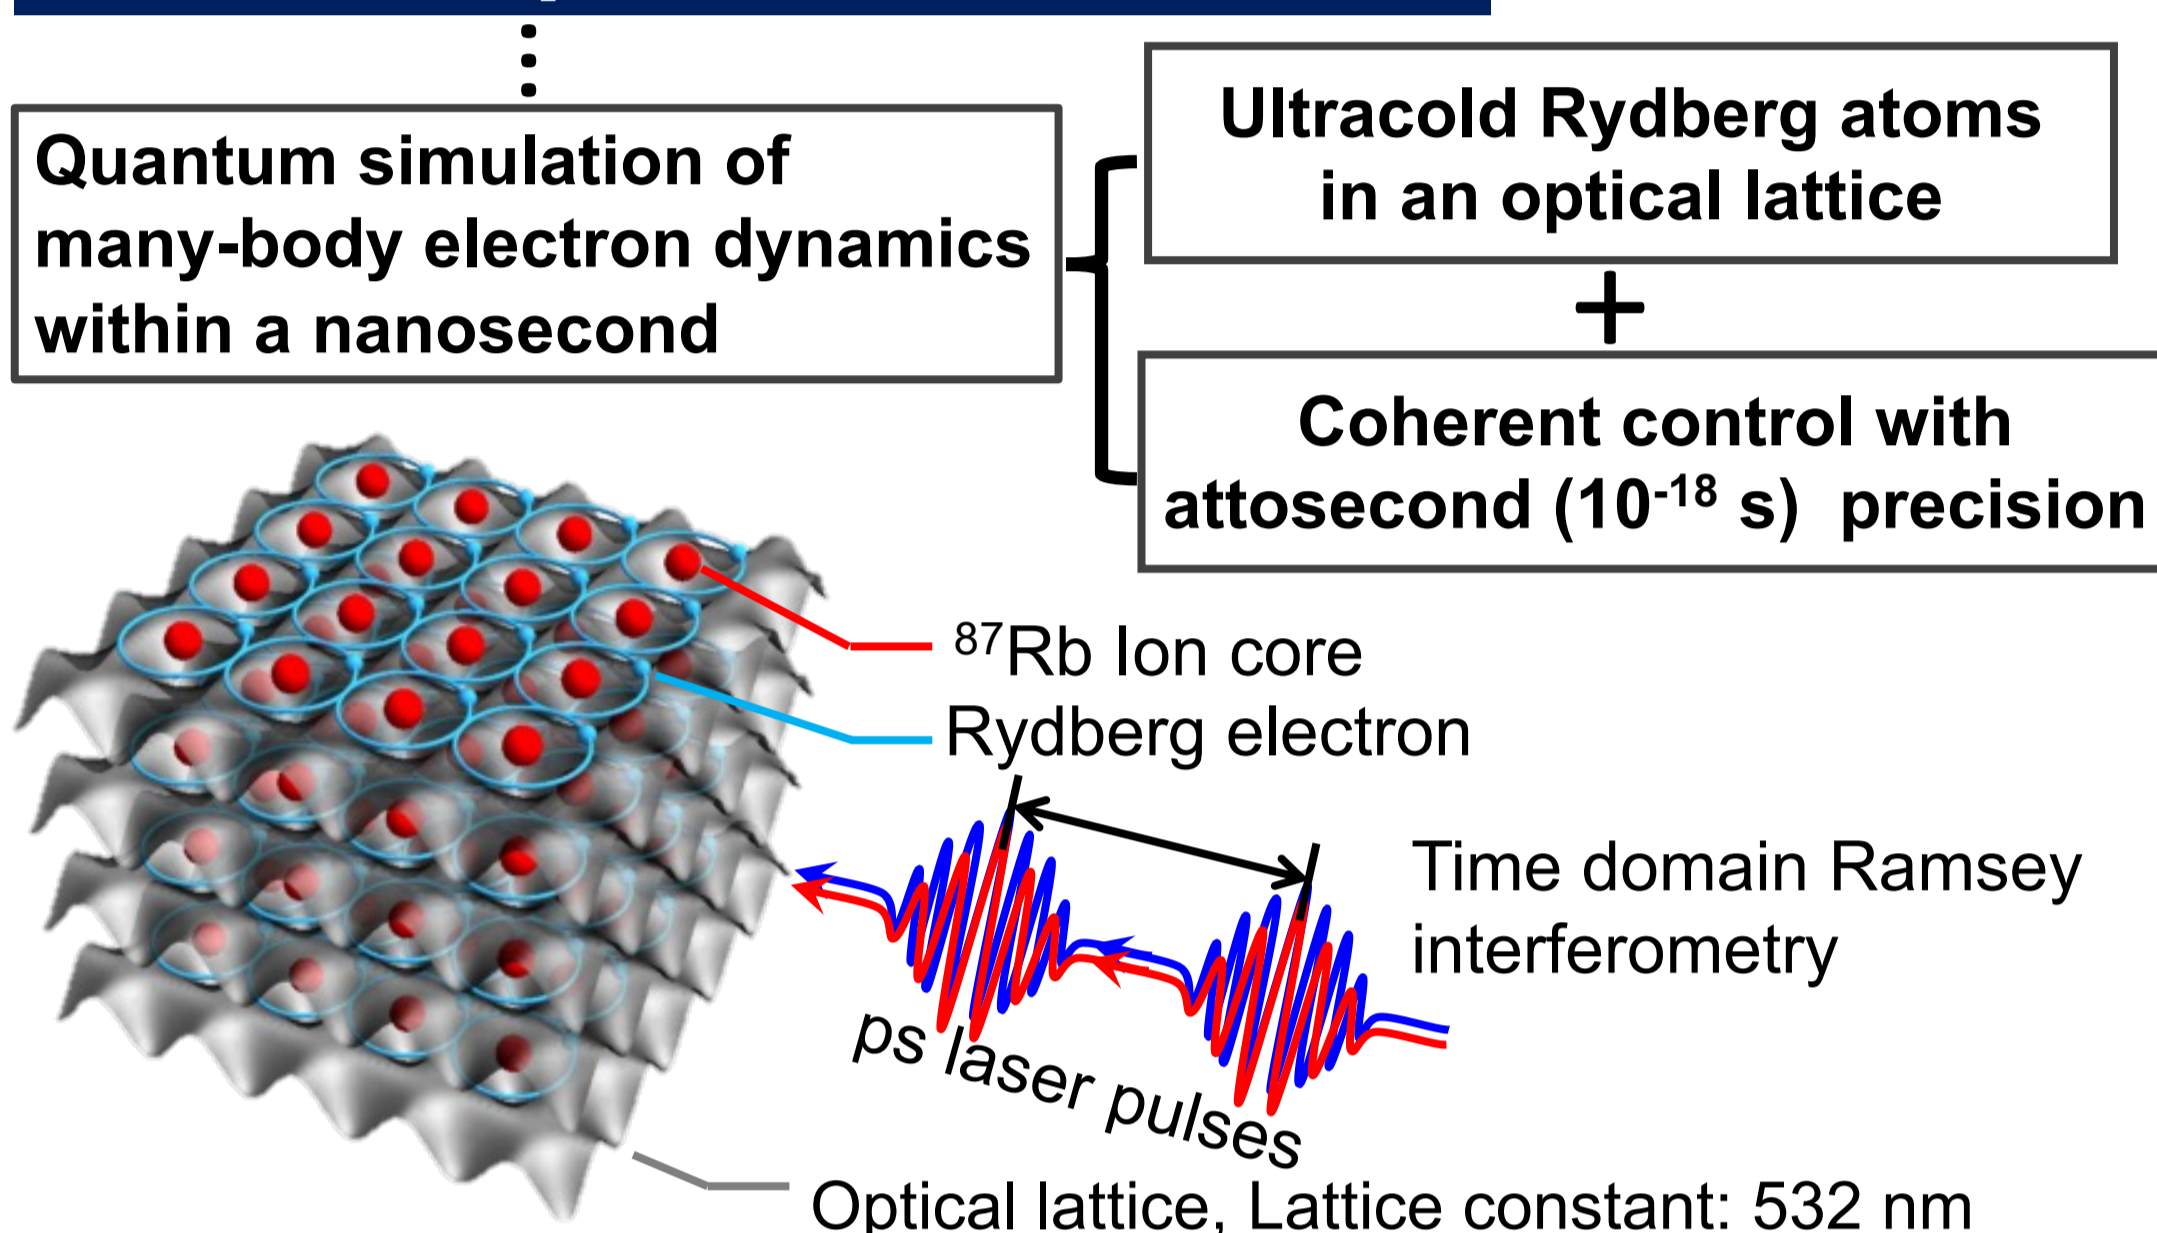 Quantum simulation of
many-body electron dynamics
within a nanosecond
Ultracold Rydberg atoms
in an optical lattice
+
Coherent control with
attosecond (10⁻¹⁸ s) precision
⁸⁷Rb Ion core
Rydberg electron
Time domain Ramsey
interferometry
ps laser pulses
Optical lattice, Lattice constant: 532 nm